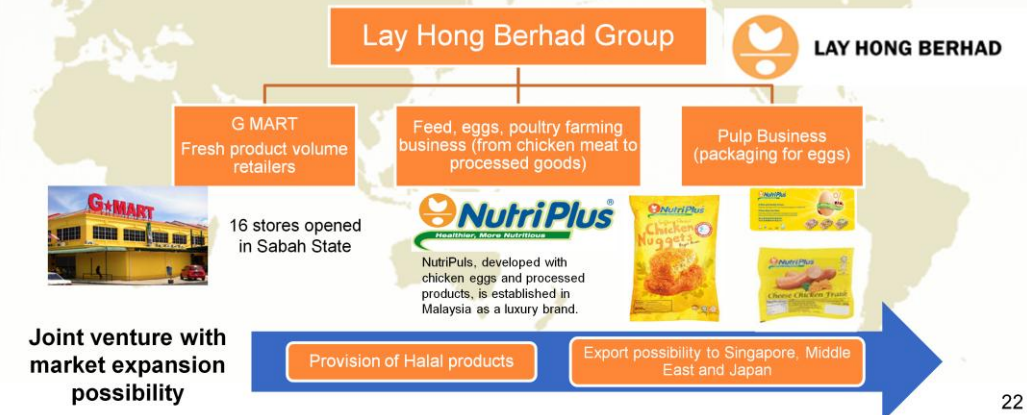 Lay Hong Berhad Group
LAY HONG BERHAD
G MART
Fresh product volume
retailers
Feed, eggs, poultry farming
business (from chicken meat to
processed goods)
Pulp Business
(packaging for eggs)
G MART
16 stores opened
in Sabah State
NutriPlus®
Healthier, More Nutritious
NutriPuls, developed with
chicken eggs and processed
products, is established in
Malaysia as a luxury brand.
NutriPlus
Chicken
Nuggets
NutriPlus
NutriPlus
Cheese Chicken Frank
Joint venture with
market expansion
possibility
Provision of Halal products
Export possibility to Singapore, Middle
East and Japan
22